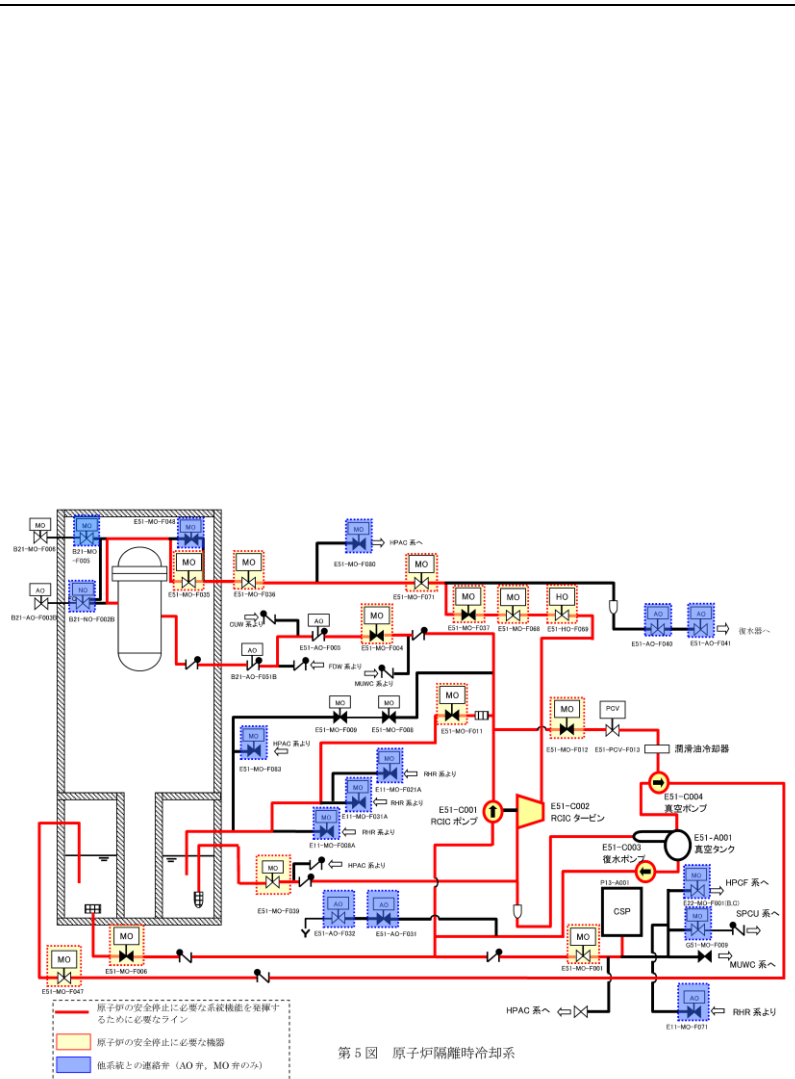 MO
MO
E51-MO-F048
MO
MO
HPAC 系へ
B21-MO-F006
B21-MO
-F005
E51-MO-F080
MO
MO
MO
E51-MO-F035
E51-MO-F036
E51-MO-F071
AO
B21-AO-F003B
B21-NO-F002B
MO
MO
HO
E51-MO-F037
E51-MO-F068
E51-HO-F069
CUW 系より
AO
E51-AO-F005
MO
E51-MO-F004
AO
AO
E51-AO-F041
復水器へ
AO
B21-AO-F051B
FDW 系より
MUWC 系より
MO
MO
E51-MO-F009
MO
E51-MO-F011
MO
PCV
E51-MO-F012
E51-PCV-F013
潤滑油冷却器
MO
HPAC 系より
E51-MO-F083
MO
RHR 系より
E11-MO-F021A
MO
RHR 系より
E11-MO-F031A
MO
RHR 系より
E11-MO-F008A
E51-C004
真空ポンプ
E51-C001
RCIC ポンプ
E51-C002
RCIC タービン
E51-A001
真空タンク
E51-C003
復水ポンプ
MO
HPAC 系より
E51-MO-F039
P13-A001
CSP
MO
HPCF 系へ
E22-MO-F001(B,C)
MO
SPCU 系へ
G51-MO-F009
AO
AO
E51-AO-F032
E51-AO-F031
MO
E51-MO-F006
MO
E51-MO-F001
MUWC 系へ
MO
E51-MO-F047
AO
HPAC 系へ
RHR 系より
E11-MO-F071
原子炉の安全停止に必要な系統機能を発揮す
るために必要なライン
原子炉の安全停止に必要な機器
他系統との連絡弁（AO 弁，MO 弁のみ）
第 5 図 原子炉隔離時冷却系